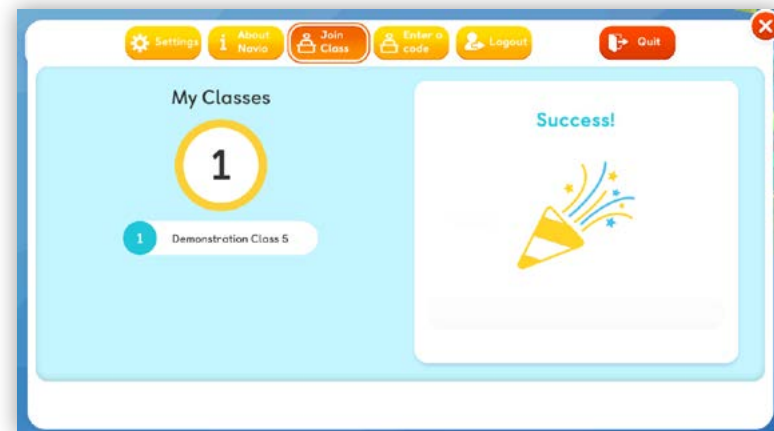 Settings
About
Navio
Join
Class
Enter a
code
Logout
Quit
My Classes
1
1 Demonstration Class 5
Success!